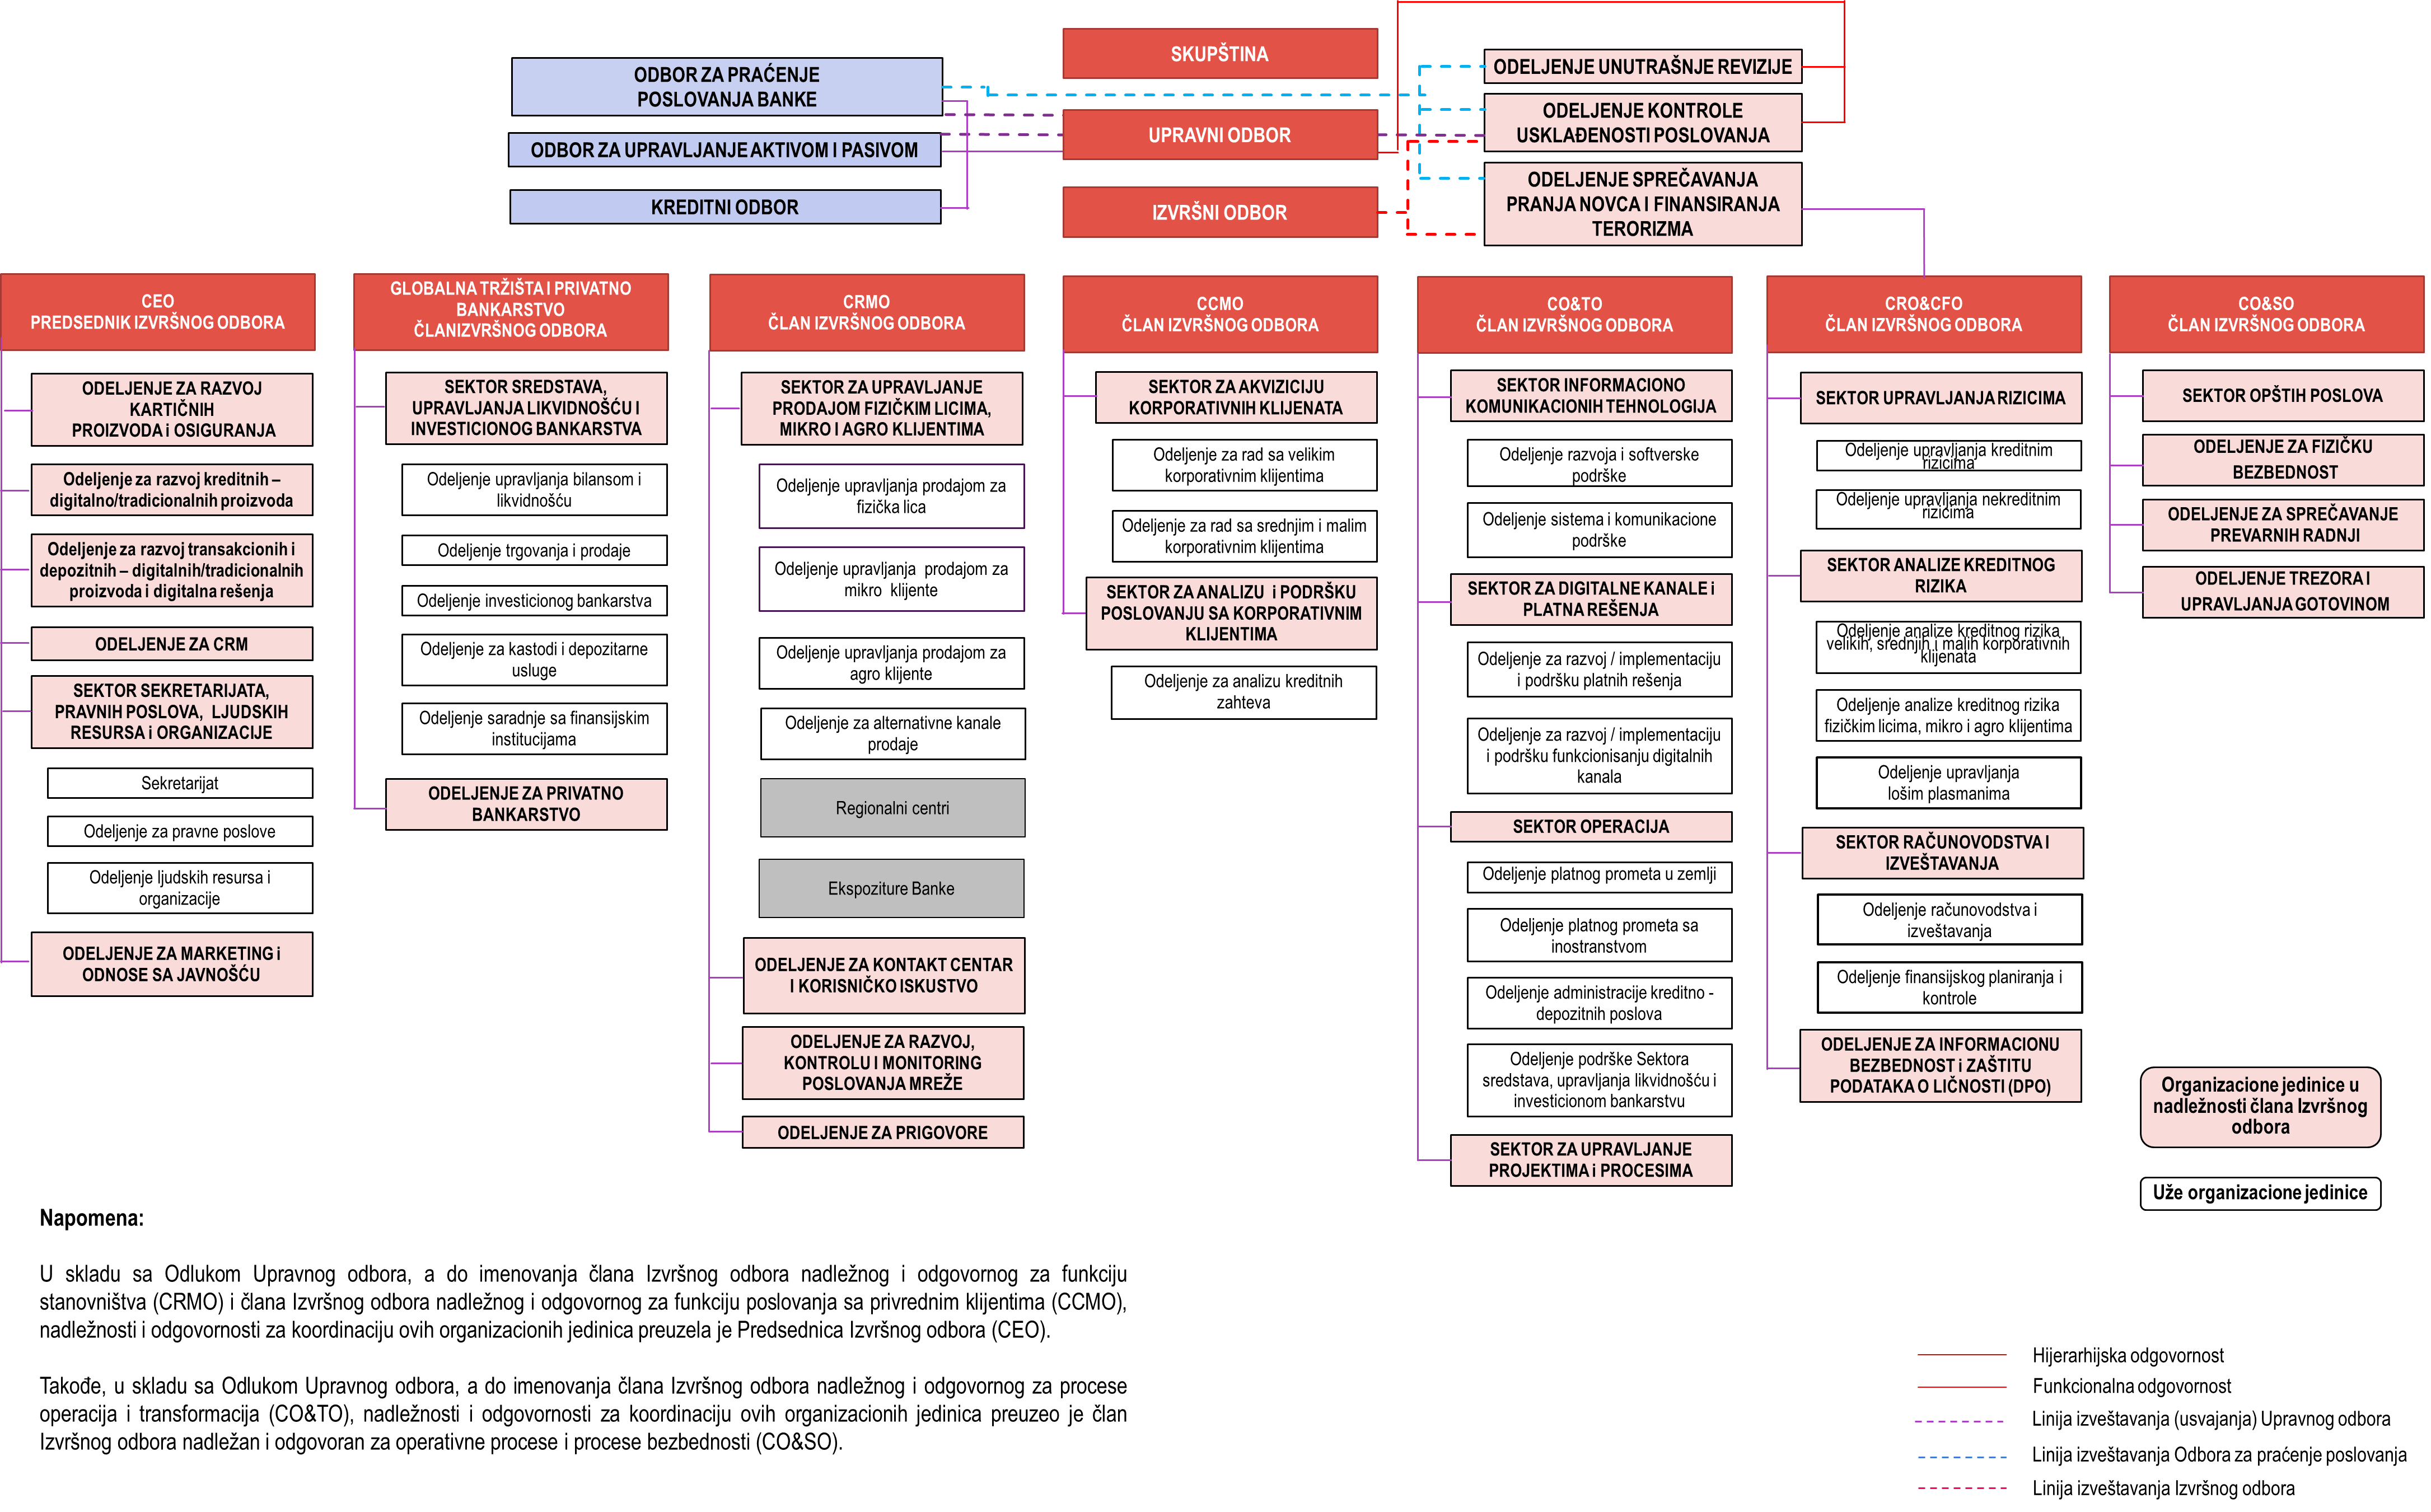 SKUPŠTINA
ODBOR ZA PRAĆENJE
POSLOVANJA BANKE
ODBOR ZA UPRAVLJANJE AKTIVOM I PASIVOM
KREDITNI ODBOR
UPRAVNI ODBOR
IZVRŠNI ODBOR
ODELJENJE UNUTRAŠNJE REVIZIJE
ODELJENJE KONTROLE
USKLAĐENOSTI POSLOVANJA
ODELJENJE SPREČAVANJA
PRANJA NOVCA I FINANSIRANJA
TERORIZMA
CEO
PREDSEDNIK IZVRŠNOG ODBORA
ODELJENJE ZA RAZVOJ
KARTIČNIH
PROIZVODA i OSIGURANJA
Odeljenje za razvoj kreditnih –
digitalno/tradicionalnih proizvoda
Odeljenje za razvoj transakcionih i
depozitnih – digitalnih/tradicionalnih
proizvoda i digitalna rešenja
ODELJENJE ZA CRM
SEKTOR SEKRETARIJATA,
PRAVNIH POSLOVA, LJUDSKIH
RESURSA i ORGANIZACIJE
Sekretarijat
Odeljenje za pravne poslove
Odeljenje ljudskih resursa i
organizacije
ODELJENJE ZA MARKETING i
ODNOSE SA JAVNOŠĆU
GLOBALNA TRŽIŠTA I PRIVATNO
BANKARSTVO
ČLANIZVRŠNOG ODBORA
SEKTOR SREDSTAVA,
UPRAVLJANJA LIKVIDNOŠĆU I
INVESTICIONOG BANKARSTVA
Odeljenje upravljanja bilansom i
likvidnošću
Odeljenje trgovanja i prodaje
Odeljenje investicionog bankarstva
Odeljenje za kastodi i depozitarne
usluge
Odeljenje saradnje sa finansijskim
institucijama
ODELJENJE ZA PRIVATNO
BANKARSTVO
CRMO
ČLAN IZVRŠNOG ODBORA
SEKTOR ZA UPRAVLJANJE
PRODAJOM FIZIČKIM LICIMA,
MIKRO I AGRO KLIJENTIMA
Odeljenje upravljanja prodajom za
fizička lica
Odeljenje upravljanja prodajom za
mikro klijente
Odeljenje upravljanja prodajom za
agro klijente
Odeljenje za alternativne kanale
prodaje
Regionalni centri
Ekspoziture Banke
ODELJENJE ZA KONTAKT CENTAR
I KORISNIČKO ISKUSTVO
ODELJENJE ZA RAZVOJ,
KONTROLU I MONITORING
POSLOVANJA MREŽE
ODELJENJE ZA PRIGOVORE
CCMO
ČLAN IZVRŠNOG ODBORA
SEKTOR ZA AKVIZICIJU
KORPORATIVNIH KLIJENATA
Odeljenje za rad sa velikim
korporativnim klijentima
Odeljenje za rad sa srednjim i malim
korporativnim klijentima
SEKTOR ZA ANALIZU i PODRŠKU
POSLOVANJU SA KORPORATIVNIM
KLIJENTIMA
Odeljenje za analizu kreditnih
zahteva
CO&TO
ČLAN IZVRŠNOG ODBORA
SEKTOR INFORMACIONO
KOMUNIKACIONIH TEHNOLOGIJA
Odeljenje razvoja i softverske
podrške
Odeljenje sistema i komunikacione
podrške
SEKTOR ZA DIGITALNE KANALE i
PLATNA REŠENJA
Odeljenje za razvoj / implementaciju
i podršku platnih rešenja
Odeljenje za razvoj / implementaciju
i podršku funkcionisanju digitalnih
kanala
SEKTOR OPERACIJA
Odeljenje platnog prometa u zemlji
Odeljenje platnog prometa sa
inostranstvom
Odeljenje administracije kreditno -
depozitnih poslova
Odeljenje podrške Sektora
sredstava, upravljanja likvidnošću i
investicionom bankarstvu
SEKTOR ZA UPRAVLJANJE
PROJEKTIMA i PROCESIMA
CRO&CFO
ČLAN IZVRŠNOG ODBORA
SEKTOR UPRAVLJANJA RIZICIMA
Odeljenje upravljanja kreditnim
rizicima
Odeljenje upravljanja nekreditnim
rizicima
SEKTOR ANALIZE KREDITNOG
RIZIKA
Odeljenje analize kreditnog rizika
velikih, srednjih i malih korporativnih
klijenata
Odeljenje analize kreditnog rizika
fizičkim licima, mikro i agro klijentima
Odeljenje upravljanja
lošim plasmanima
SEKTOR RAČUNOVODSTVA I
IZVEŠTAVANJA
Odeljenje računovodstva i
izveštavanja
Odeljenje finansijskog planiranja i
kontrole
ODELJENJE ZA INFORMACIONU
BEZBEDNOST i ZAŠTITU
PODATAKA O LIČNOSTI (DPO)
CO&SO
ČLAN IZVRŠNOG ODBORA
SEKTOR OPŠTIH POSLOVA
ODELJENJE ZA FIZIČKU
BEZBEDNOST
ODELJENJE ZA SPREČAVANJE
PREVARNIH RADNJI
ODELJENJE TREZORA I
UPRAVLJANJA GOTOVINOM
Organizacione jedinice u
nadležnosti člana Izvršnog
odbora
Uže organizacione jedinice
Napomena:
U skladu sa Odlukom Upravnog odbora, a do imenovanja člana Izvršnog odbora nadležnog i odgovornog za funkciju
stanovništva (CRMO) i člana Izvršnog odbora nadležnog i odgovornog za funkciju poslovanja sa privrednim klijentima (CCMO),
nadležnosti i odgovornosti za koordinaciju ovih organizacionih jedinica preuzela je Predsednica Izvršnog odbora (CEO).
Takođe, u skladu sa Odlukom Upravnog odbora, a do imenovanja člana Izvršnog odbora nadležnog i odgovornog za procese
operacija i transformacija (CO&TO), nadležnosti i odgovornosti za koordinaciju ovih organizacionih jedinica preuzeo je član
Izvršnog odbora nadležan i odgovoran za operativne procese i procese bezbednosti (CO&SO).
Hijerarhijska odgovornost
Funkcionalna odgovornost
Linija izveštavanja (usvajanja) Upravnog odbora
Linija izveštavanja Odbora za praćenje poslovanja
Linija izveštavanja Izvršnog odbora